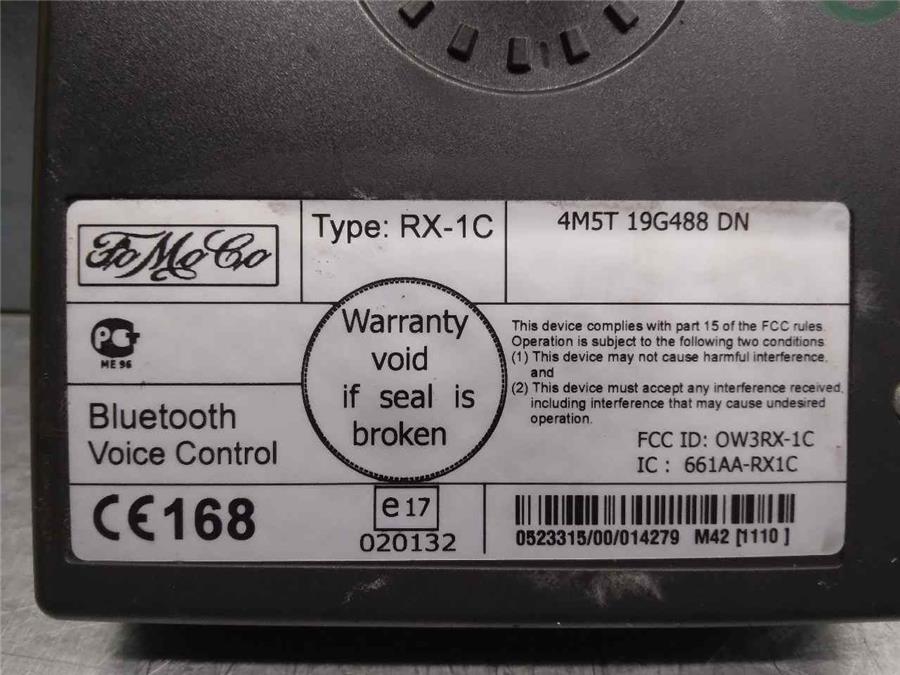 FoMoCo
Type: RX-1C
4M5T 19G488 DN
PCT
ME 96
Bluetooth
Voice Control
Warranty
void
if seal is
broken
This device complies with part 15 of the FCC rules.
Operation is subject to the following two conditions
(1) This device may not cause harmful interference,
and
(2) This device must accept any interference received,
including interference that may cause undesired
operation.
FCC ID: OW3RX-1C
IC : 661AA-RX1C
CE168
e 17
020132
0523315/00/014279 M42 [1110 ]